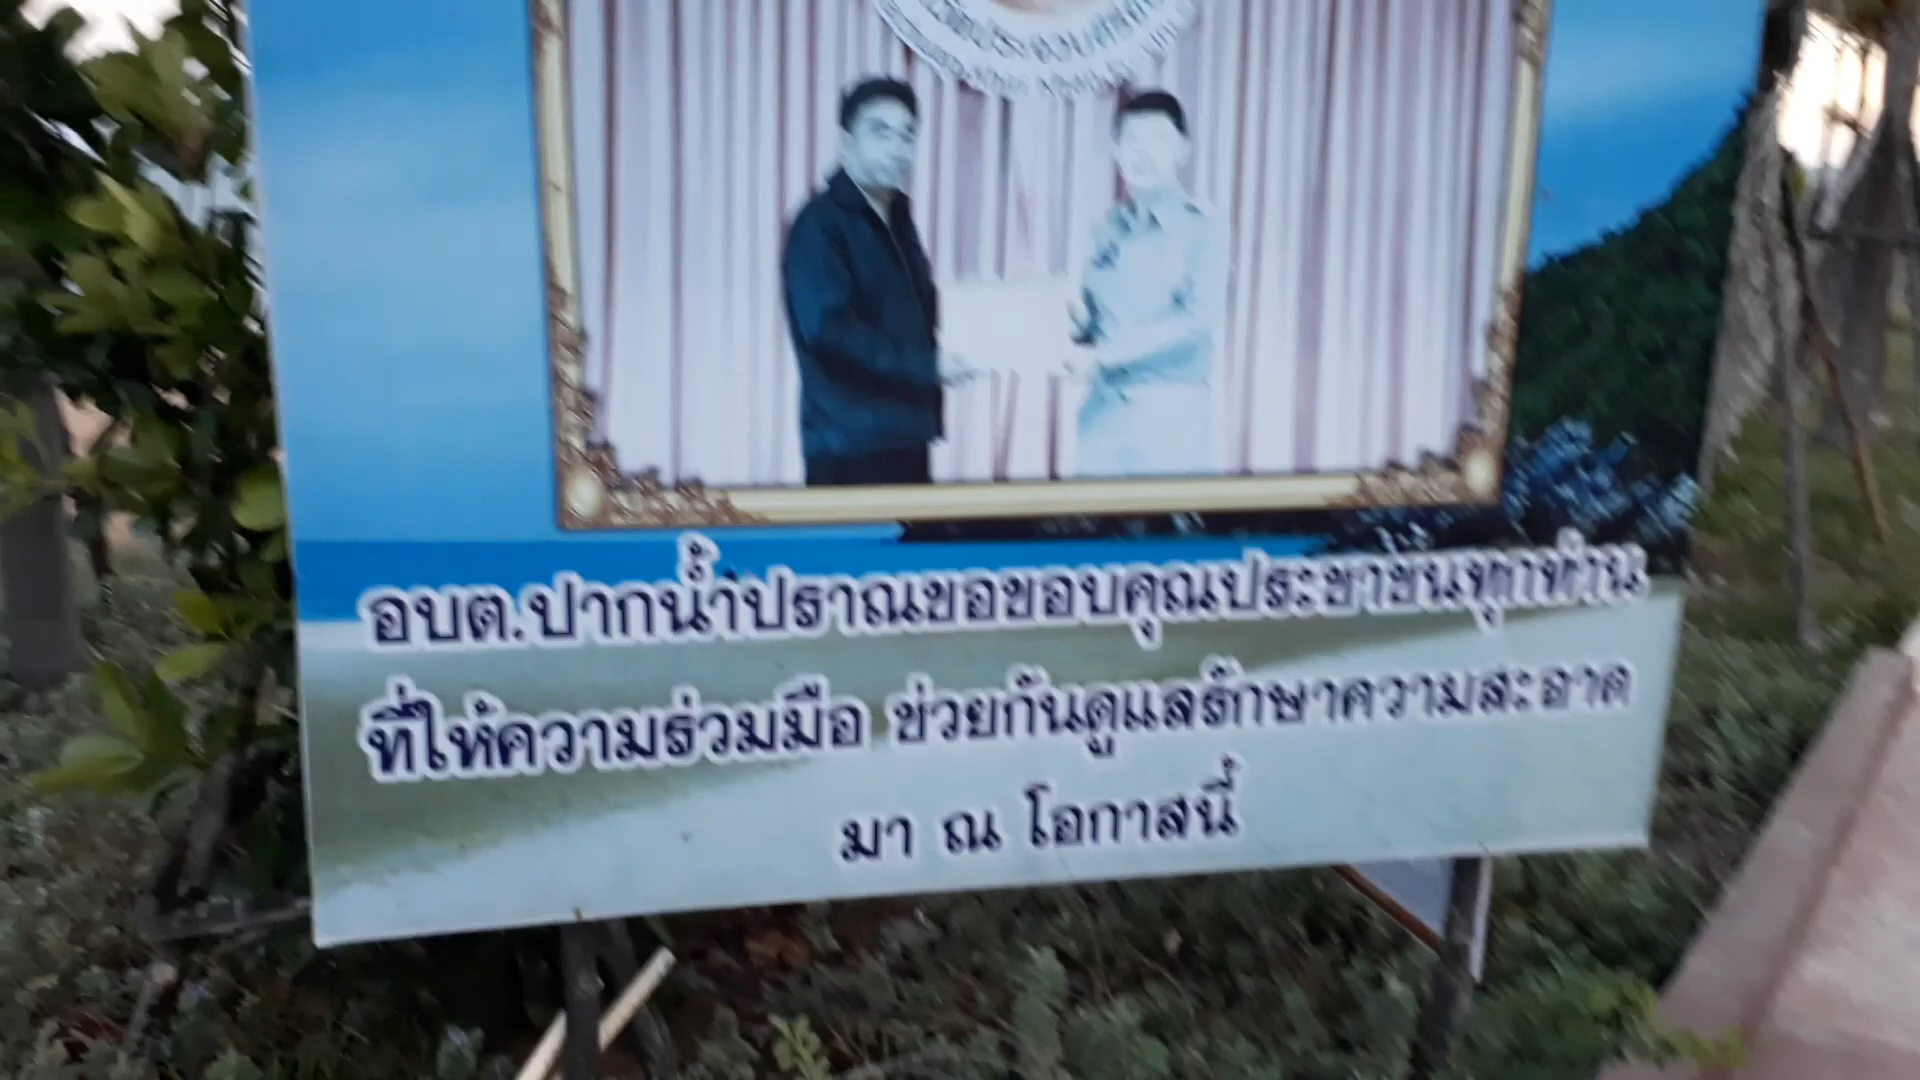 อบต.ปากน้ำปราณขอขอบคุณประชาชนทุกท่าน
ที่ให้ความร่วมมือ ช่วยกันดูแลรักษาความสะอาด
มา ณ โอกาสนี้